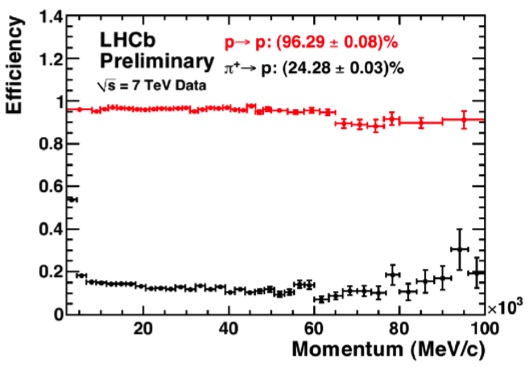 Efficiency
1.4
1.2
1
0.8
0.6
0.4
0.2
0
LHCb
Preliminary
√s = 7 TeV Data
p→ p: (96.29 ± 0.08)%
π⁺→ p: (24.28 ± 0.03)%
20 40 60 80 100
×10³
Momentum (MeV/c)